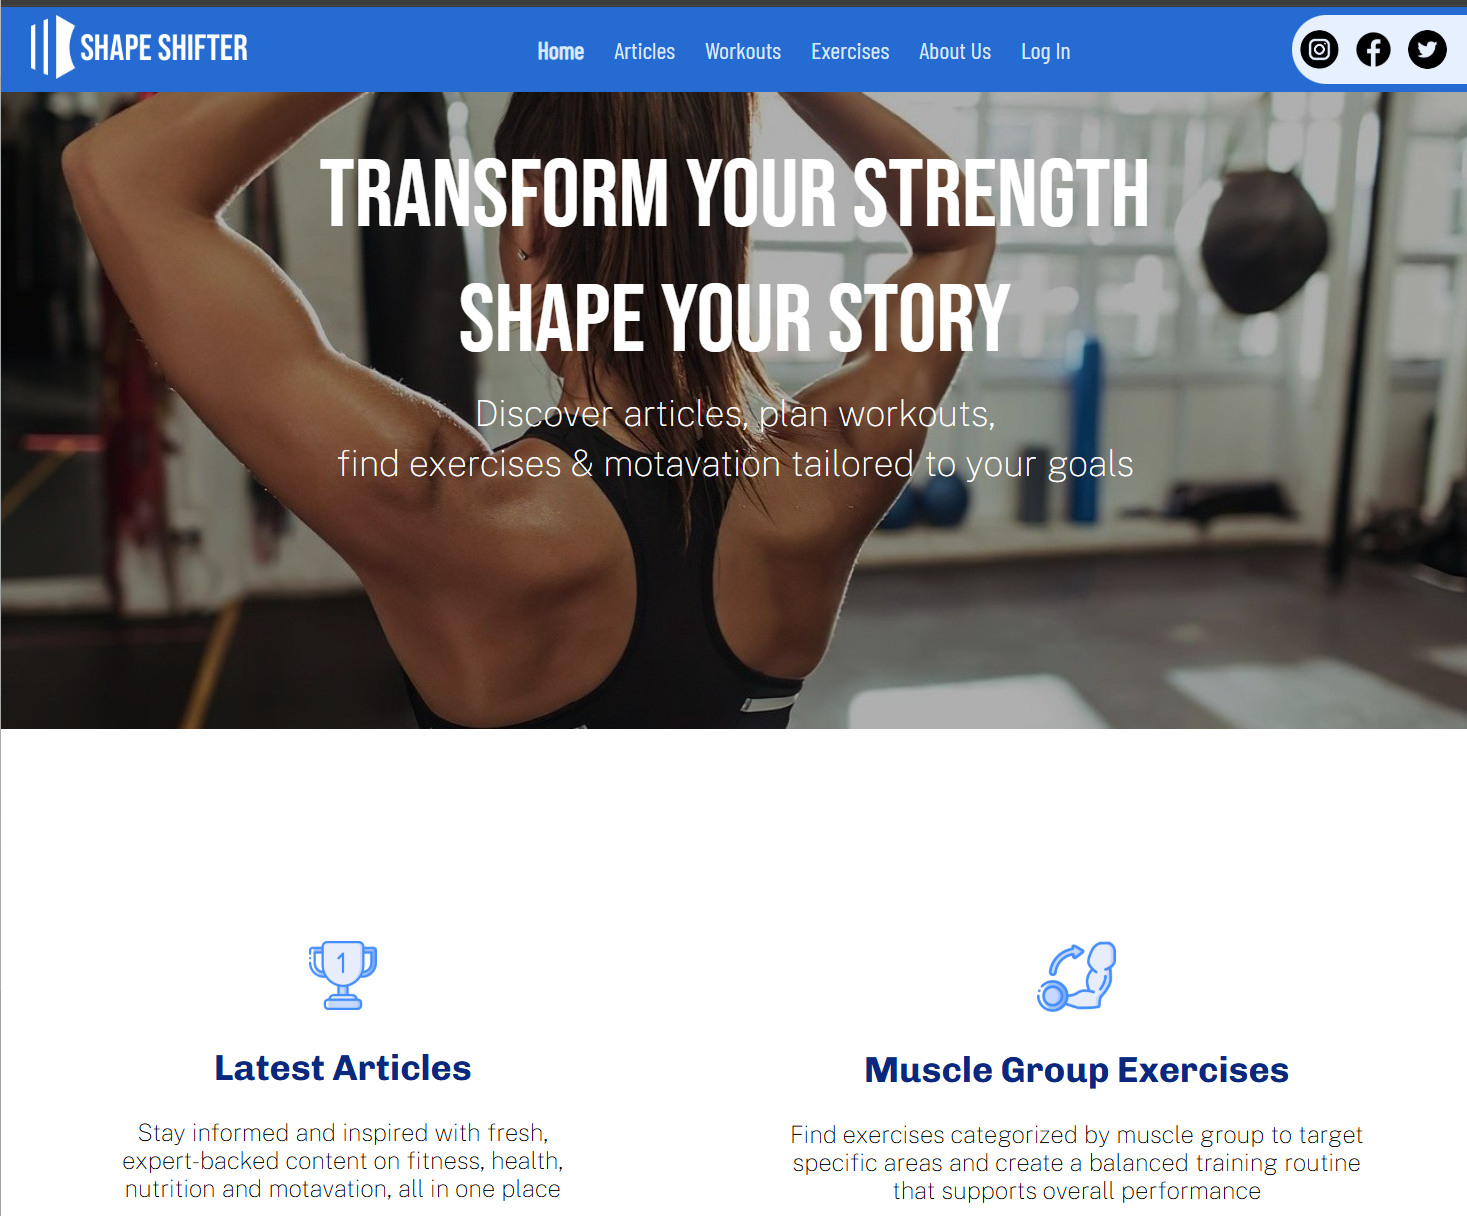 SHAPE SHIFTER
Home Articles Workouts Exercises About Us Log In
TRANSFORM YOUR STRENGTH
SHAPE YOUR STORY
Discover articles, plan workouts,
find exercises & motavation tailored to your goals
1
Latest Articles
Stay informed and inspired with fresh,
expert-backed content on fitness, health,
nutrition and motavation, all in one place
Muscle Group Exercises
Find exercises categorized by muscle group to target
specific areas and create a balanced training routine
that supports overall performance